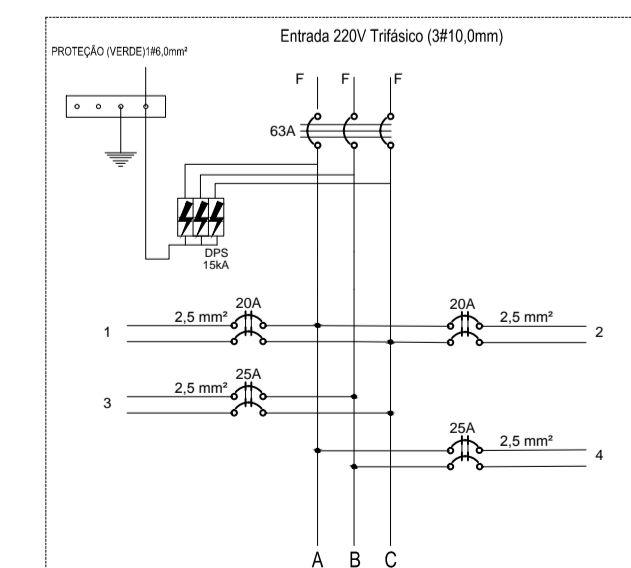 Entrada 220V Trifásico (3#10,0mm)
PROTEÇÃO (VERDE)1#6,0mm²
F F F
63A
DPS
15kA
20A 20A
2,5 mm² 2,5 mm²
1 2
25A
2,5 mm²
3
25A
2,5 mm²
4
A B C